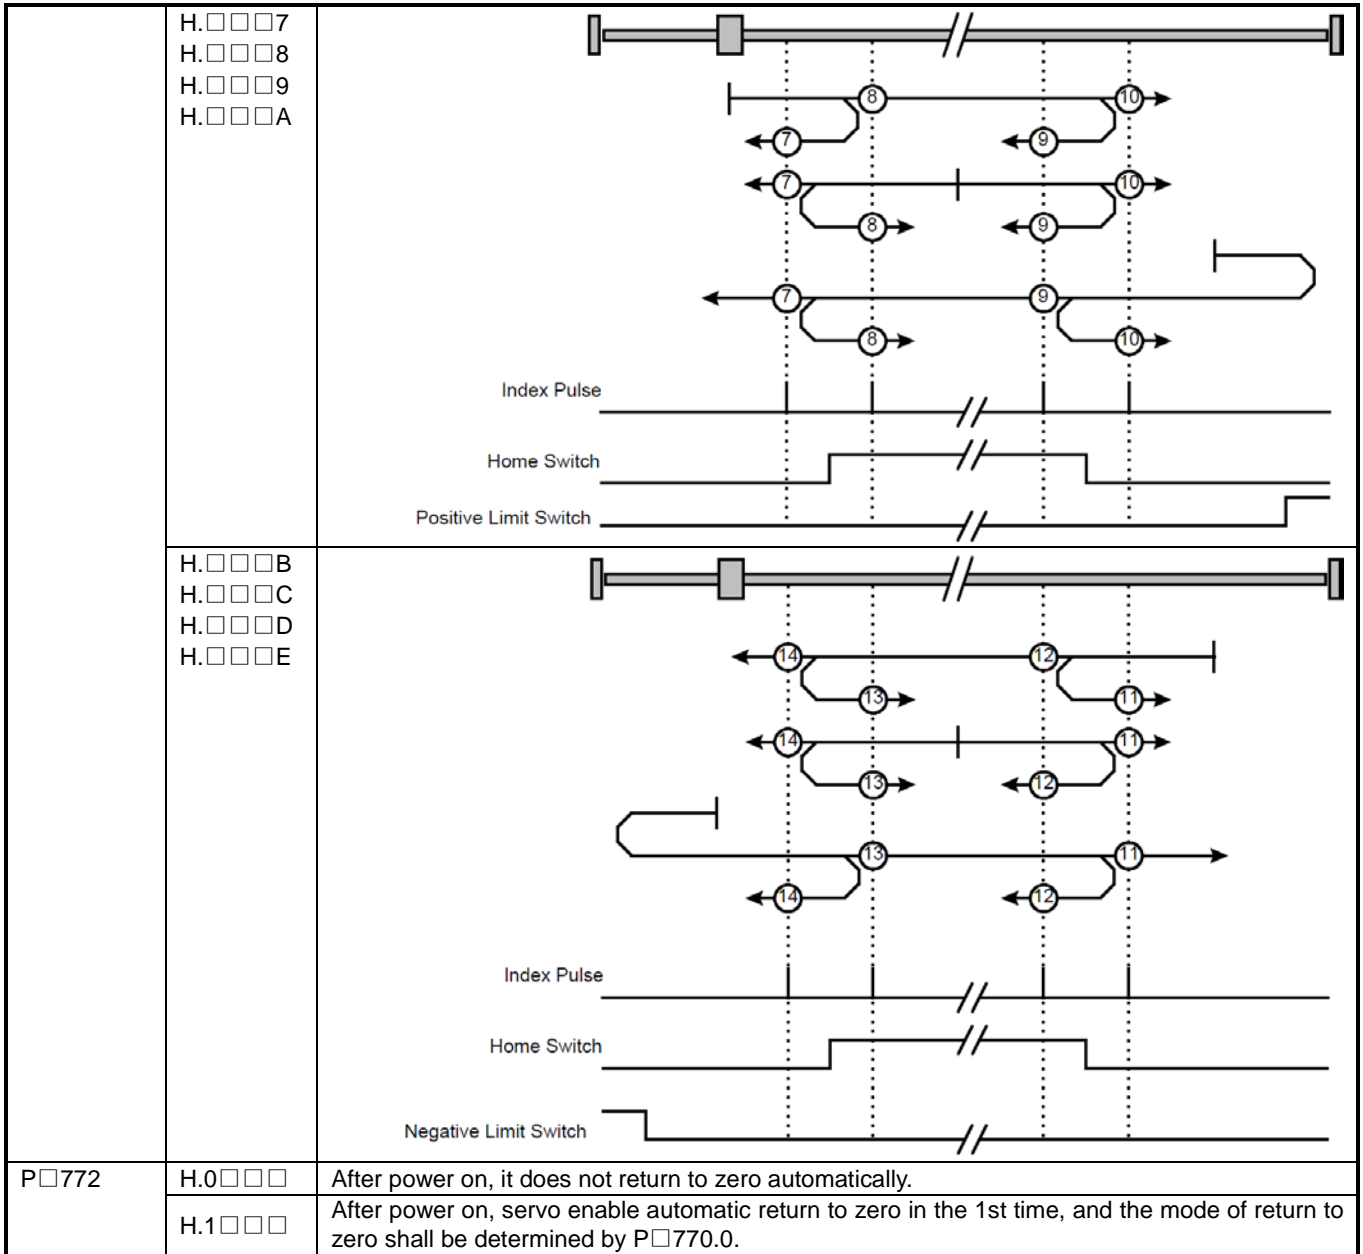 H.□□□7
H.□□□8
H.□□□9
H.□□□A
8
10
7
9
7
10
8
9
7
9
8
10
Index Pulse
Home Switch
Positive Limit Switch
H.□□□B
H.□□□C
H.□□□D
H.□□□E
14
12
13
11
14
11
13
12
13
11
14
12
Index Pulse
Home Switch
Negative Limit Switch
P□772
H.0□□□
After power on, it does not return to zero automatically.
H.1□□□
After power on, servo enable automatic return to zero in the 1st time, and the mode of return to
zero shall be determined by P□770.0.